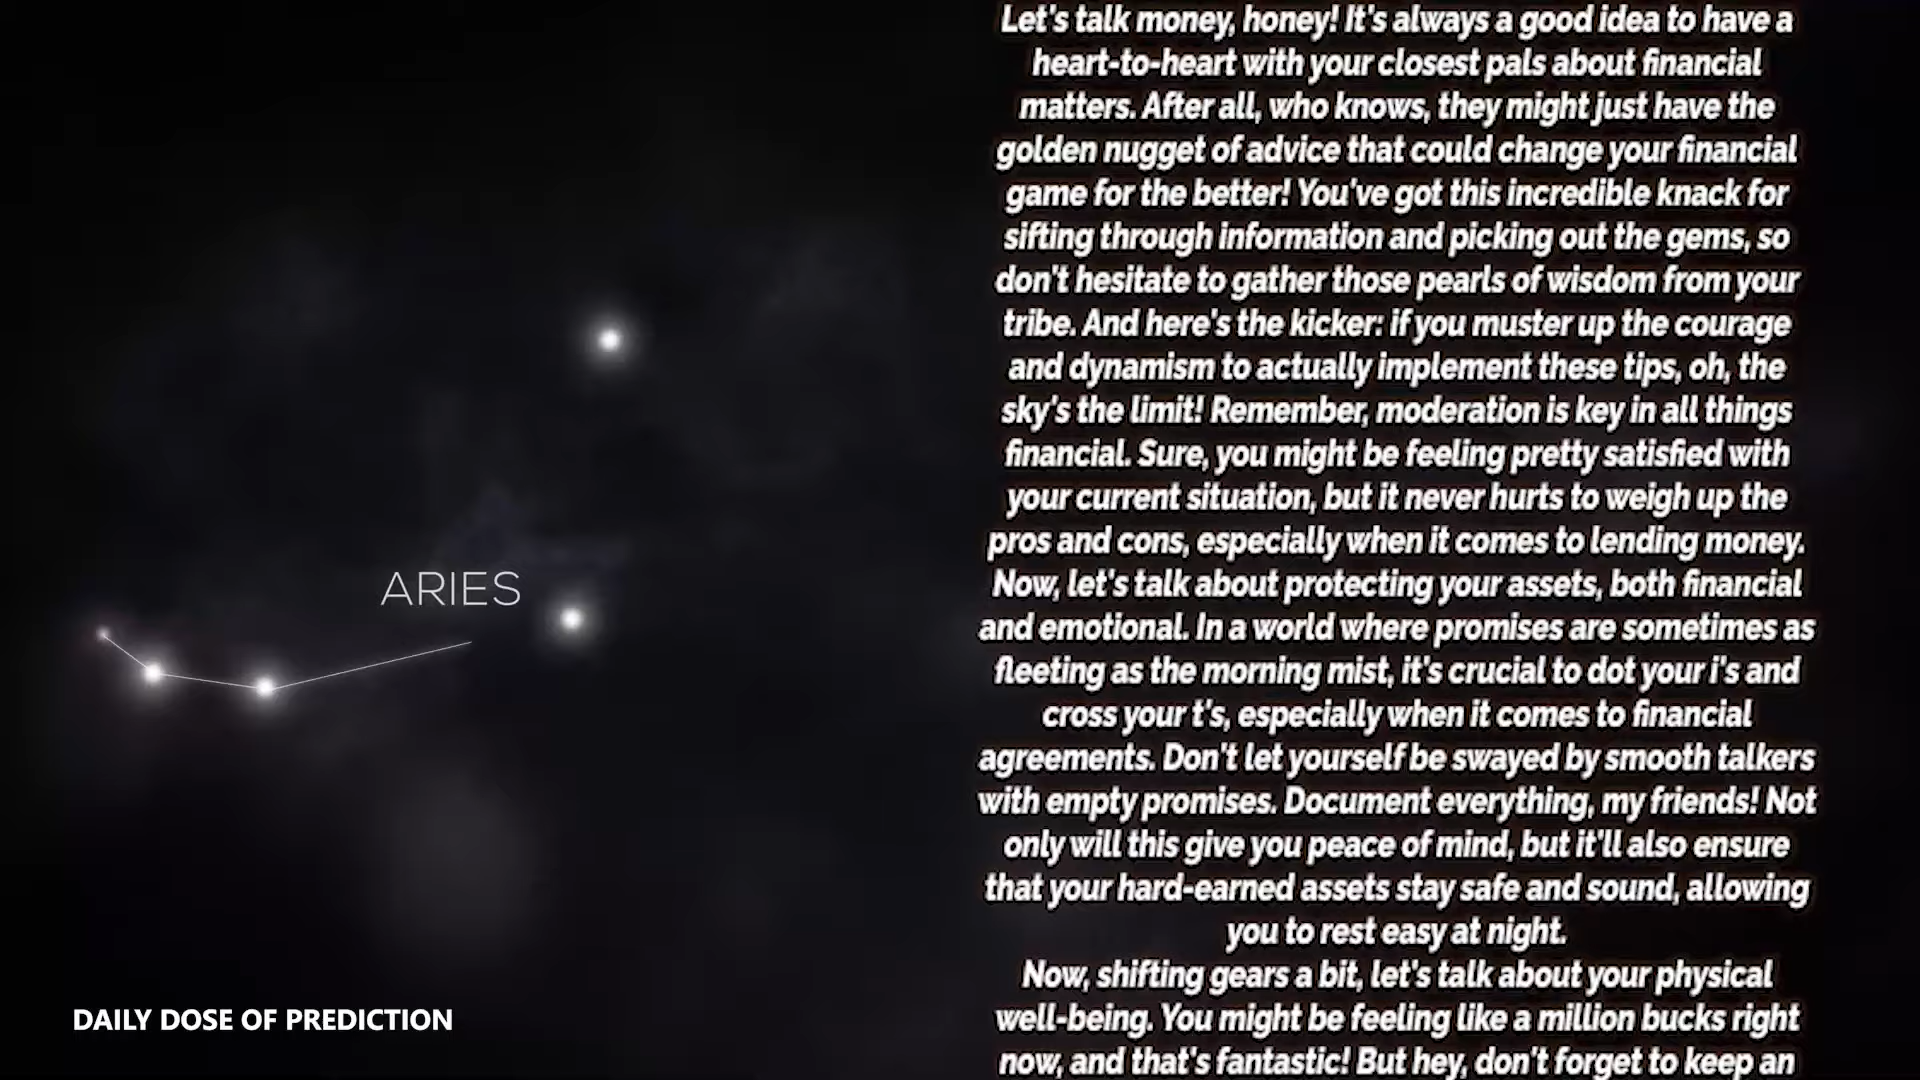 Let's talk money, honey! It's always a good idea to have a
heart-to-heart with your closest pals about financial
matters. After all, who knows, they might just have the
golden nugget of advice that could change your financial
game for the better! You've got this incredible knack for
sifting through information and picking out the gems, so
don't hesitate to gather those pearls of wisdom from your
tribe. And here's the kicker: if you muster up the courage
and dynamism to actually implement these tips, oh, the
sky's the limit! Remember, moderation is key in all things
financial. Sure, you might be feeling pretty satisfied with
your current situation, but it never hurts to weigh up the
pros and cons, especially when it comes to lending money.
Now, let's talk about protecting your assets, both financial
and emotional. In a world where promises are sometimes as
fleeting as the morning mist, it's crucial to dot your i's and
cross your t's, especially when it comes to financial
agreements. Don't let yourself be swayed by smooth talkers
with empty promises. Document everything, my friends! Not
only will this give you peace of mind, but it'll also ensure
that your hard-earned assets stay safe and sound, allowing
you to rest easy at night.
Now, shifting gears a bit, let's talk about your physical
well-being. You might be feeling like a million bucks right
now, and that's fantastic! But hey, don't forget to keep an
ARIES
DAILY DOSE OF PREDICTION